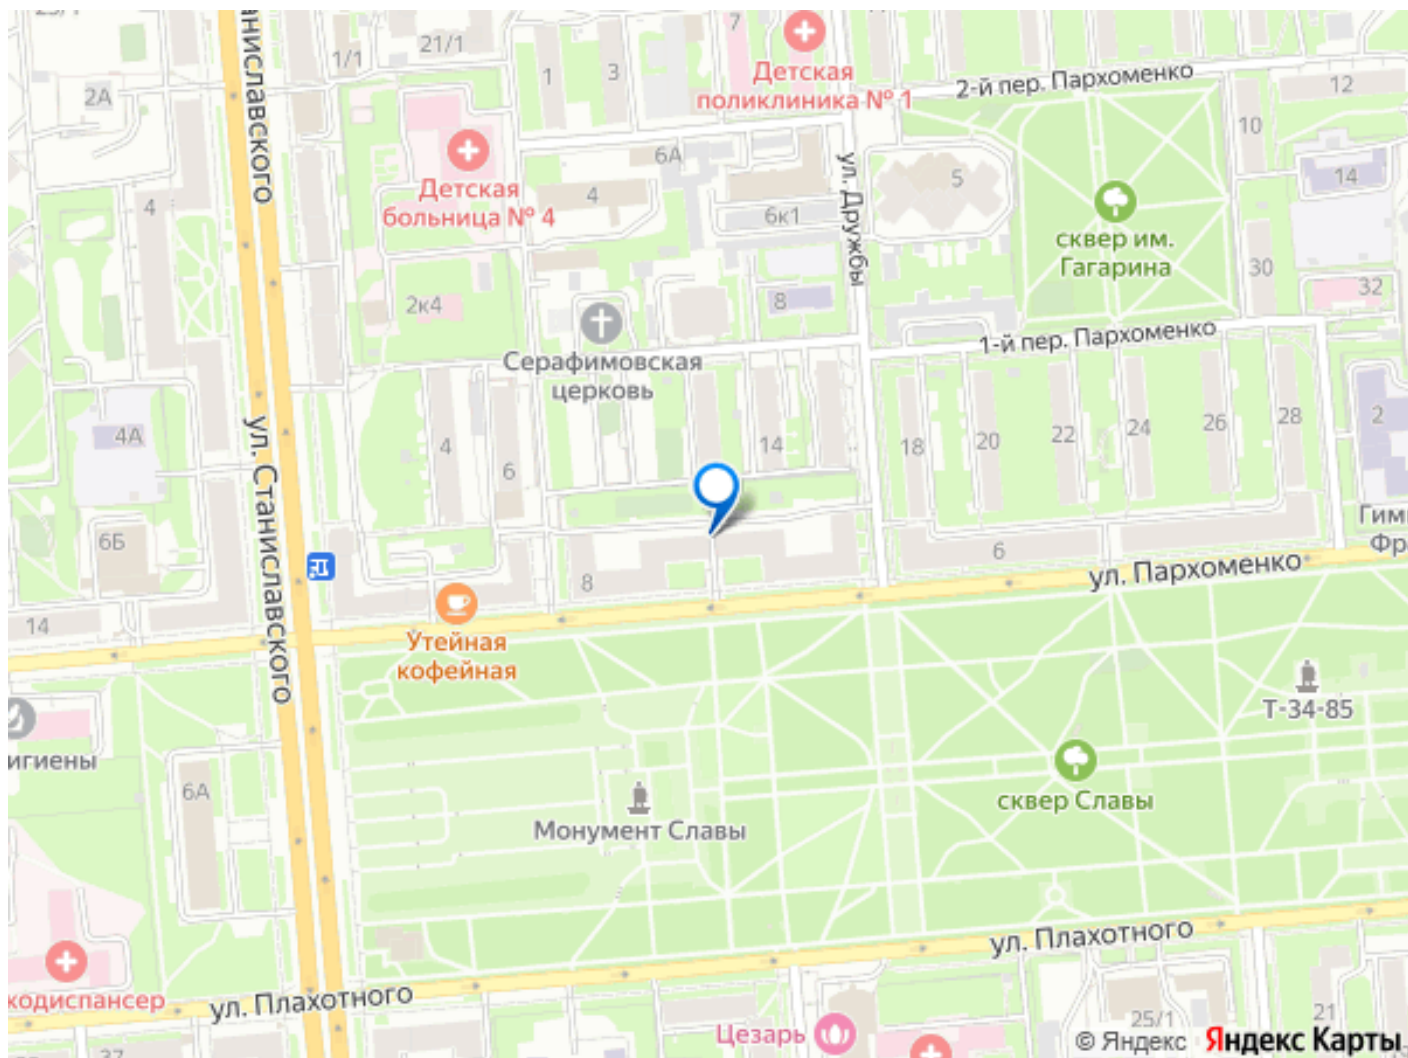 21/1
7
1/1
1
3
Детская
поликлиника № 1
2-й пер. Пархоменко
12
2А
10
6А
Детская
больница № 4
4
4
6к1
ул. Дружбы
5
14
сквер им.
Гагарина
30
32
2к4
8
Серафимовская
церковь
1-й пер. Пархоменко
4А
ул. Станиславского
4
6
14
18
20
22
24
26
28
2
6Б
8
6
ул. Пархоменко
14
Утейная
кофейная
Т-34-85
игиены
6А
Монумент Славы
сквер Славы
ул. Плахотного
кодиспансер
ул. Плахотного
Цезарь
25/1
21
© Яндекс Яндекс Карты